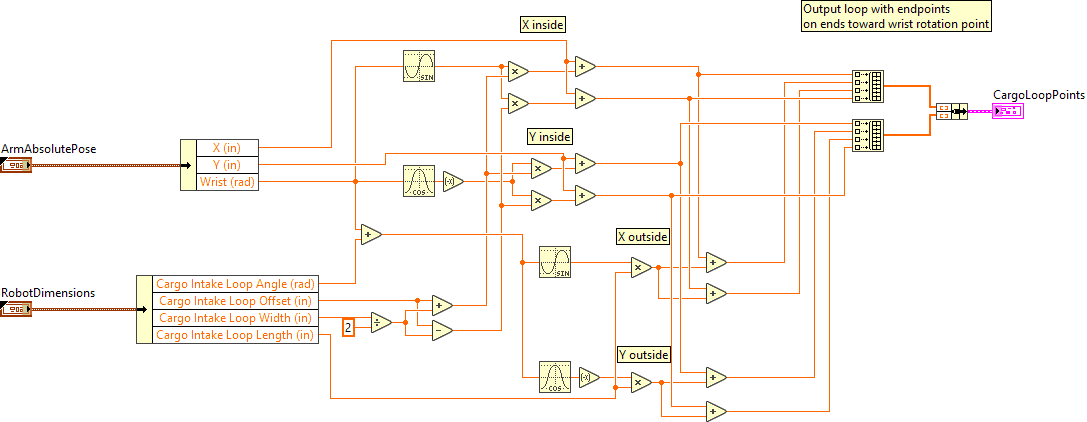 Output loop with endpoints
on ends toward wrist rotation point
X inside
SIN
CargoLoopPoints
ArmAbsolutePose
X (in)
Y (in)
Wrist (rad)
Y inside
COS
(-x)
X outside
SIN
RobotDimensions
Cargo Intake Loop Angle (rad)
Cargo Intake Loop Offset (in)
Cargo Intake Loop Width (in)
Cargo Intake Loop Length (in)
2
Y outside
COS
(-x)